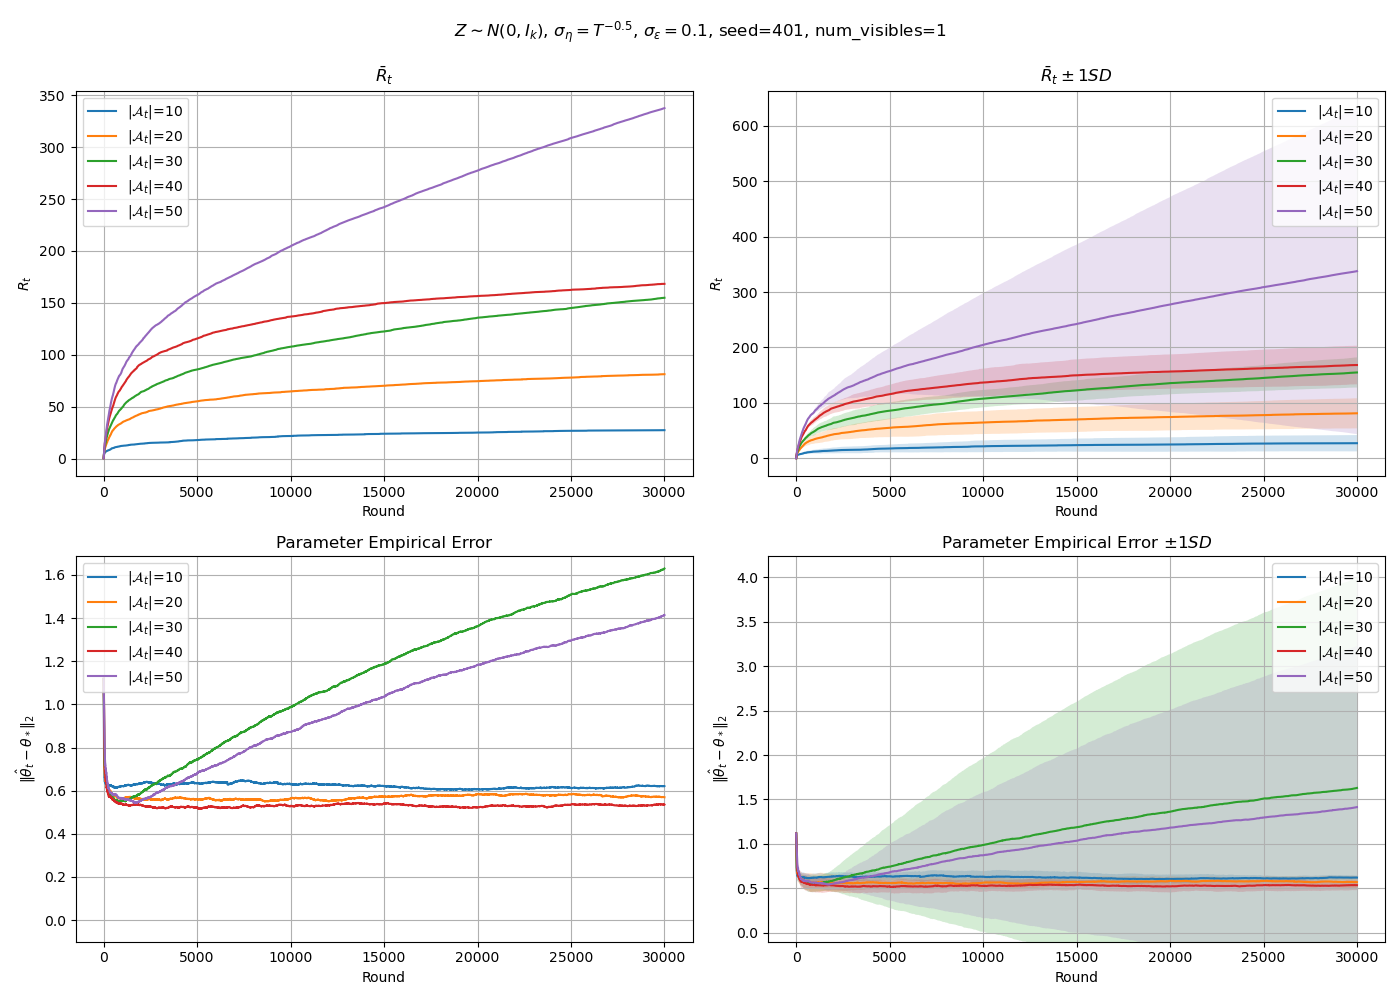 Z ∼ N(0, I_k), σ_η = T^{−0.5}, σ_ε = 0.1, seed=401, num_visibles=1
R̄_t
R_t
350
300
250
200
150
100
50
0
|𝒜_t|=10
|𝒜_t|=20
|𝒜_t|=30
|𝒜_t|=40
|𝒜_t|=50
0 5000 10000 15000 20000 25000 30000
Round
R̄_t ± 1SD
R_t
600
500
400
300
200
100
0
|𝒜_t|=10
|𝒜_t|=20
|𝒜_t|=30
|𝒜_t|=40
|𝒜_t|=50
0 5000 10000 15000 20000 25000 30000
Round
Parameter Empirical Error
‖θ̂_t − θ_*‖_2
1.6
1.4
1.2
1.0
0.8
0.6
0.4
0.2
0.0
|𝒜_t|=10
|𝒜_t|=20
|𝒜_t|=30
|𝒜_t|=40
|𝒜_t|=50
0 5000 10000 15000 20000 25000 30000
Round
Parameter Empirical Error ±1SD
‖θ̂_t − θ_*‖_2
4.0
3.5
3.0
2.5
2.0
1.5
1.0
0.5
0.0
|𝒜_t|=10
|𝒜_t|=20
|𝒜_t|=30
|𝒜_t|=40
|𝒜_t|=50
0 5000 10000 15000 20000 25000 30000
Round